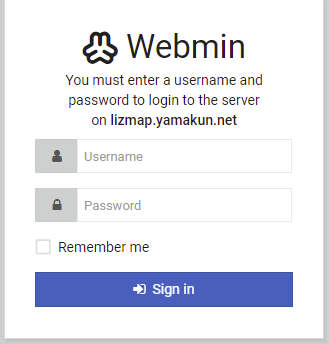 Webmin
You must enter a username and
password to login to the server
on lizmap.yamakun.net
Username
Password
Remember me
Sign in